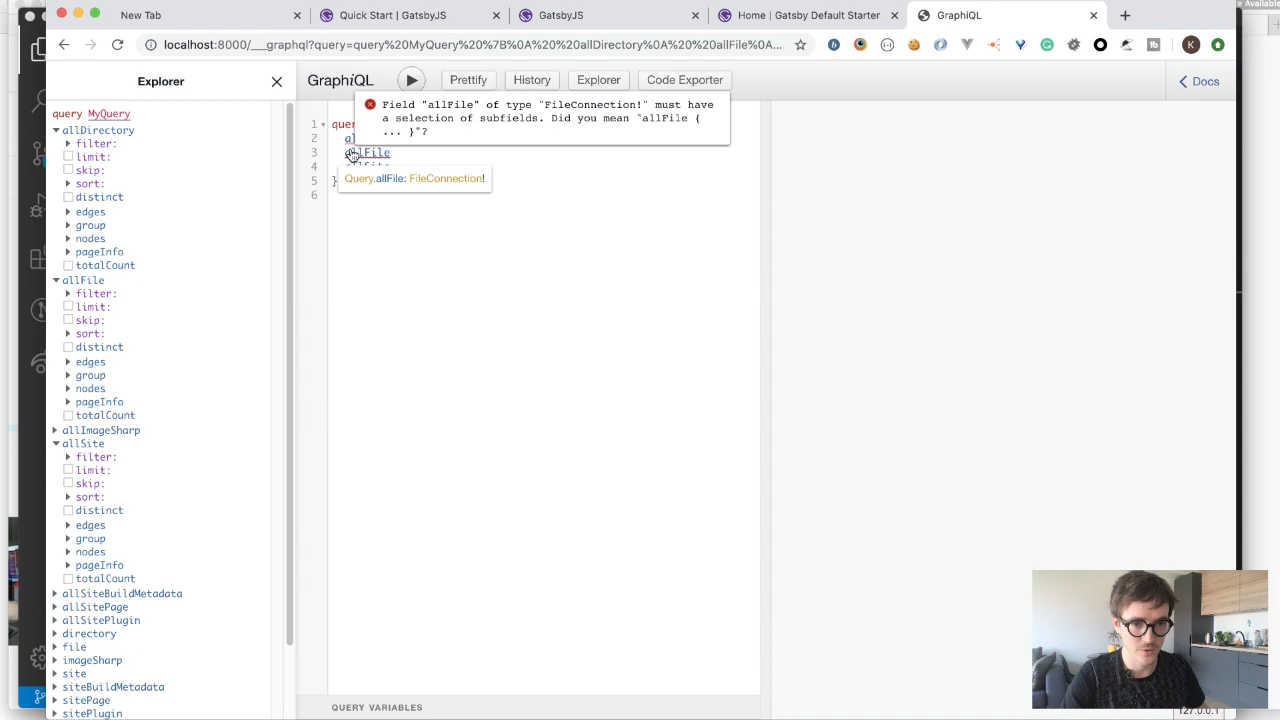 e Available
New Tab
Quick Start | GatsbyJS
Home | Gatsby Default Starter
GraphiQL
localhost:8000/___graphql?query=query%20MyQuery%20%7B%0A%20%20allDirectory%0A%20%20allFile%0A...
K
Explorer
GraphiQL
Prettify
History
Explorer
Code Exporter
Docs
query MyQuery
allDirectory
filter:
limit:
skip:
sort:
distinct
edges
group
nodes
pageInfo
totalCount
allFile
filter:
limit:
skip:
sort:
distinct
edges
group
nodes
pageInfo
totalCount
allImageSharp
allSite
filter:
limit:
skip:
sort:
distinct
edges
group
nodes
pageInfo
totalCount
allSiteBuildMetadata
allSitePage
allSitePlugin
directory
file
imageSharp
site
siteBuildMetadata
sitePage
sitePlugin
Field "allFile" of type "FileConnection!" must have
a selection of subfields. Did you mean "allFile {
... }"?
1
2
4
5
6
Query.allFile: FileConnection!
QUERY VARIABLES
127.0.0.1